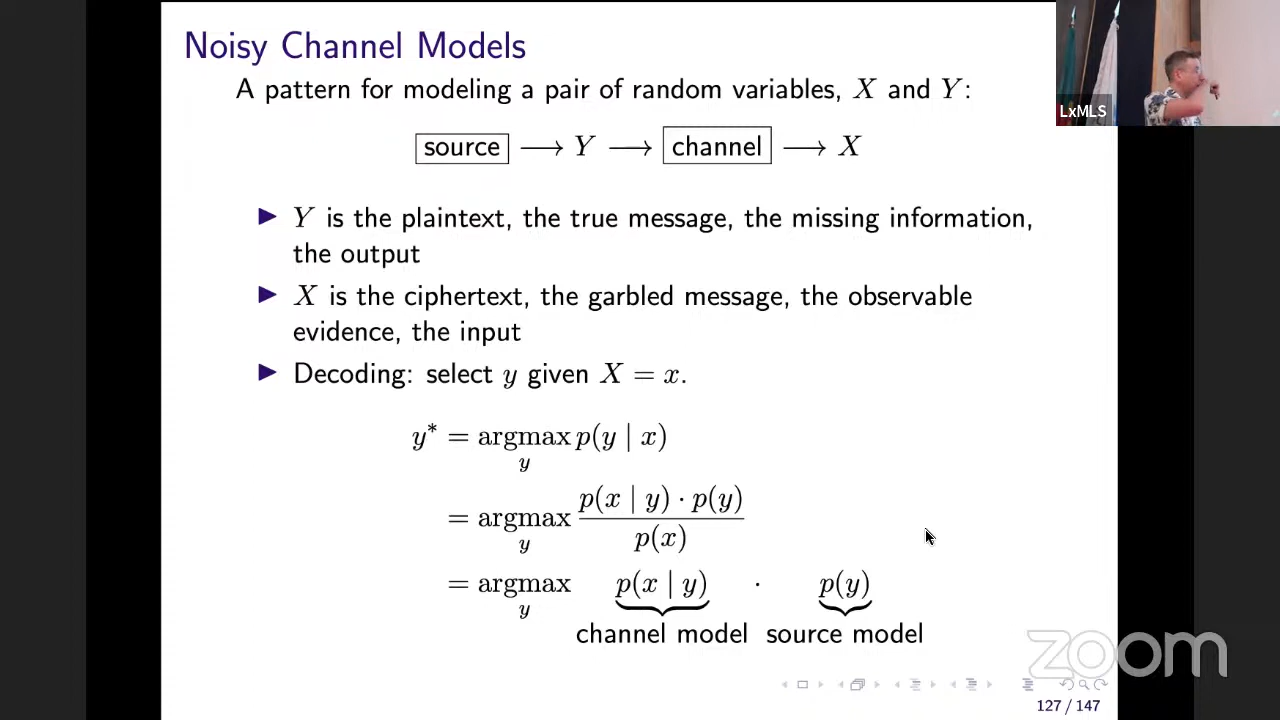 Noisy Channel Models
A pattern for modeling a pair of random variables, X and Y:
source → Y → channel → X
▶ Y is the plaintext, the true message, the missing information,
the output
▶ X is the ciphertext, the garbled message, the observable
evidence, the input
▶ Decoding: select y given X = x.
y* = argmax p(y | x)
y
= argmax p(x | y) · p(y)
y
p(x)
= argmax p(x | y) · p(y)
y
channel model source model
LxMLS
zoom
127 / 147